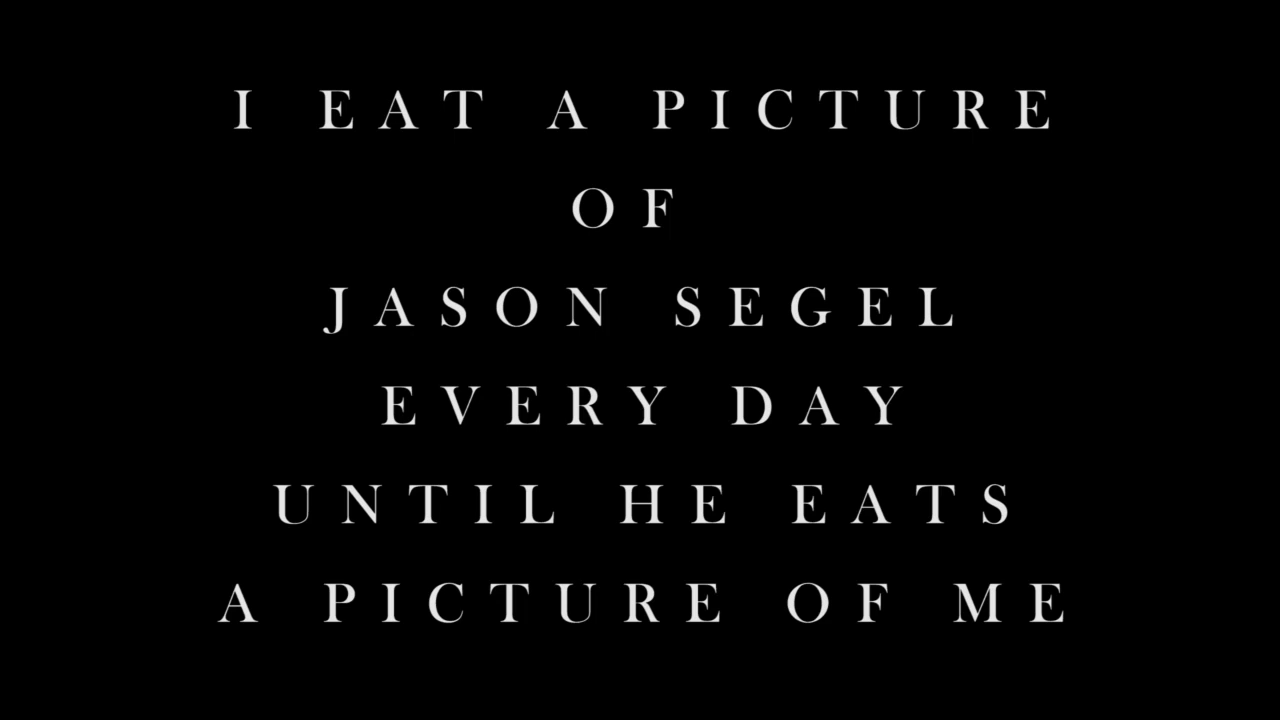 I EAT A PICTURE
OF
JASON SEGEL
EVERY DAY
UNTIL HE EATS
A PICTURE OF ME